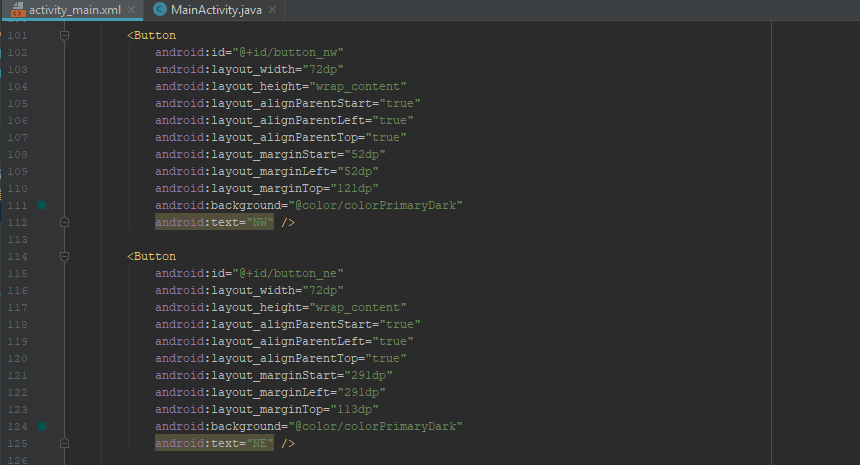 activity_main.xml × MainActivity.java ×
101 <Button
102 android:id="@+id/button_nw"
103 android:layout_width="72dp"
104 android:layout_height="wrap_content"
105 android:layout_alignParentStart="true"
106 android:layout_alignParentLeft="true"
107 android:layout_alignParentTop="true"
108 android:layout_marginStart="52dp"
109 android:layout_marginLeft="52dp"
110 android:layout_marginTop="121dp"
111 android:background="@color/colorPrimaryDark"
112 android:text="NW" />
113
114 <Button
115 android:id="@+id/button_ne"
116 android:layout_width="72dp"
117 android:layout_height="wrap_content"
118 android:layout_alignParentStart="true"
119 android:layout_alignParentLeft="true"
120 android:layout_alignParentTop="true"
121 android:layout_marginStart="291dp"
122 android:layout_marginLeft="291dp"
123 android:layout_marginTop="113dp"
124 android:background="@color/colorPrimaryDark"
125 android:text="NE" />
126